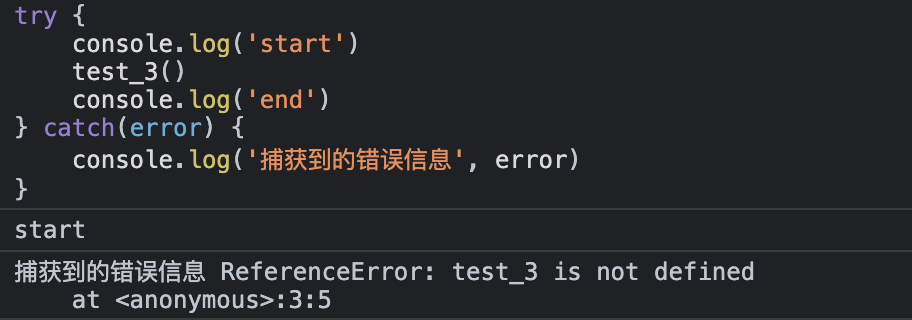 try {
    console.log('start')
    test_3()
    console.log('end')
} catch(error) {
    console.log('捕获到的错误信息', error)
}
start
捕获到的错误信息 ReferenceError: test_3 is not defined
    at <anonymous>:3:5